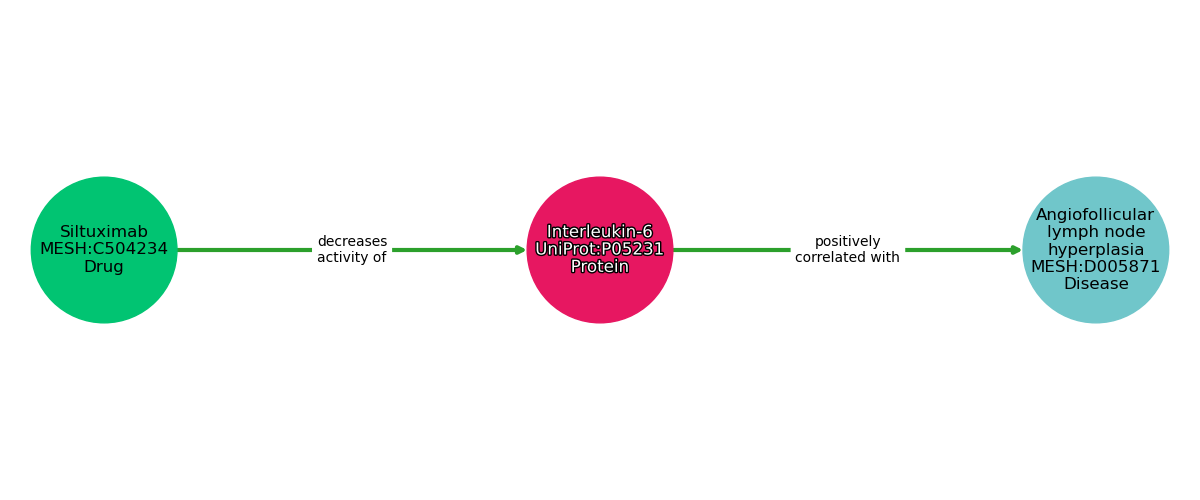 Siltuximab
MESH:C504234
Drug
decreases
activity of
Interleukin-6
UniProt:P05231
Protein
positively
correlated with
Angiofollicular
lymph node
hyperplasia
MESH:D005871
Disease